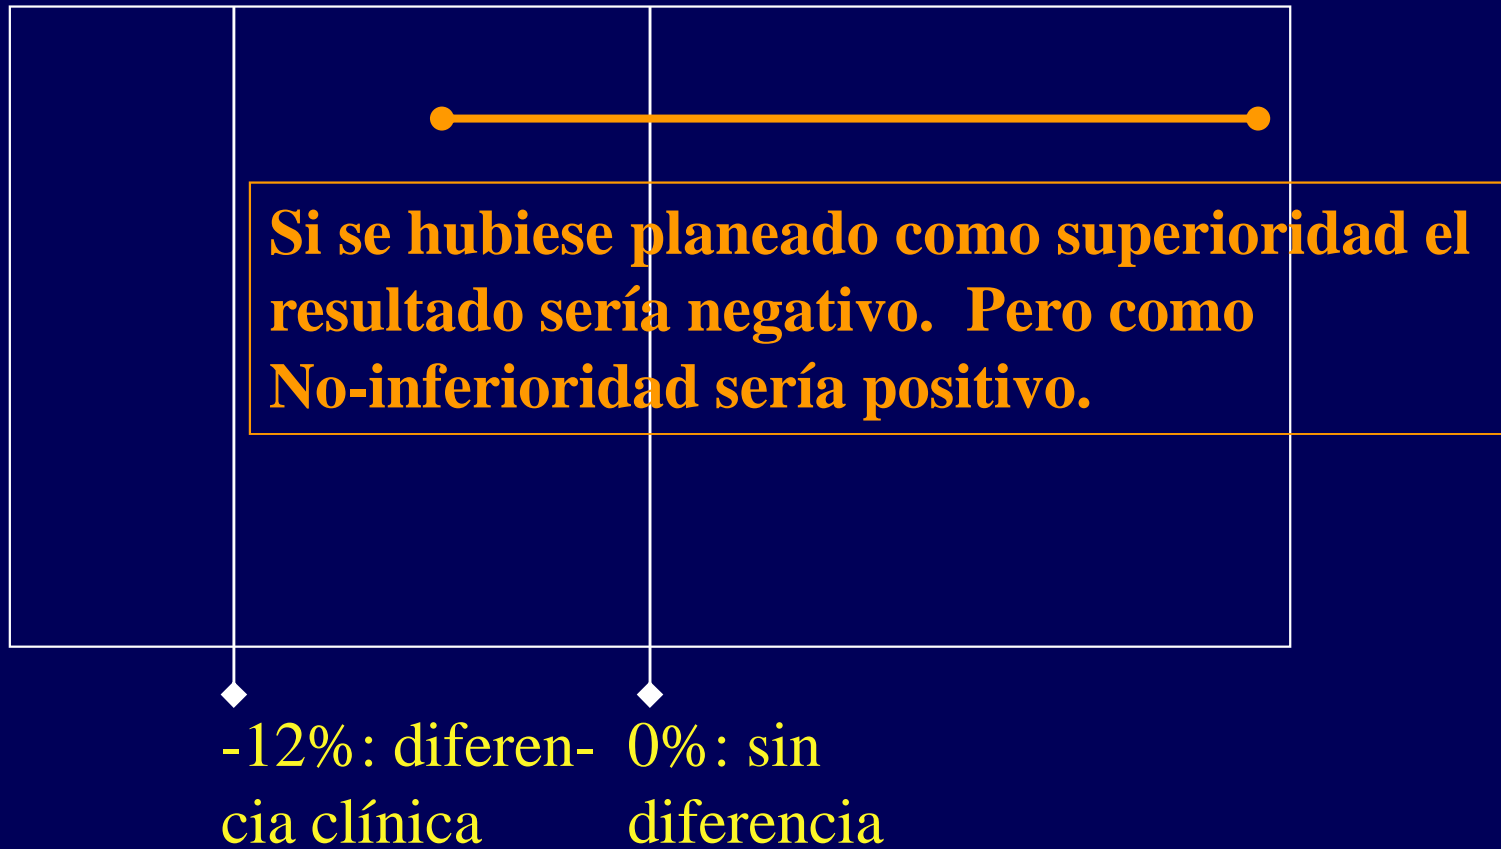 Si se hubiese planeado como superioridad el
resultado sería negativo.  Pero como
No-inferioridad sería positivo.
-12%: diferen-
cia clínica
0%: sin
diferencia